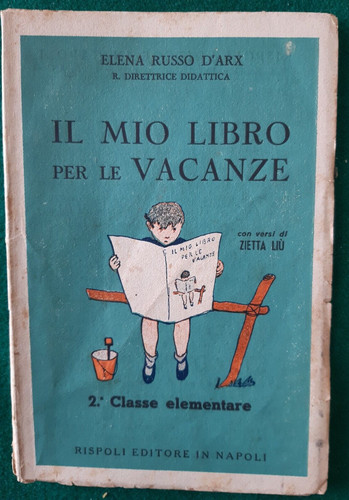 ELENA RUSSO D'ARX
R. DIRETTRICE DIDATTICA
IL MIO LIBRO
PER LE VACANZE
con versi di
ZIETTA LIÙ
IL MIO LIBRO
PER LE
VACANZE
2.ª Classe elementare
RISPOLI EDITORE IN NAPOLI